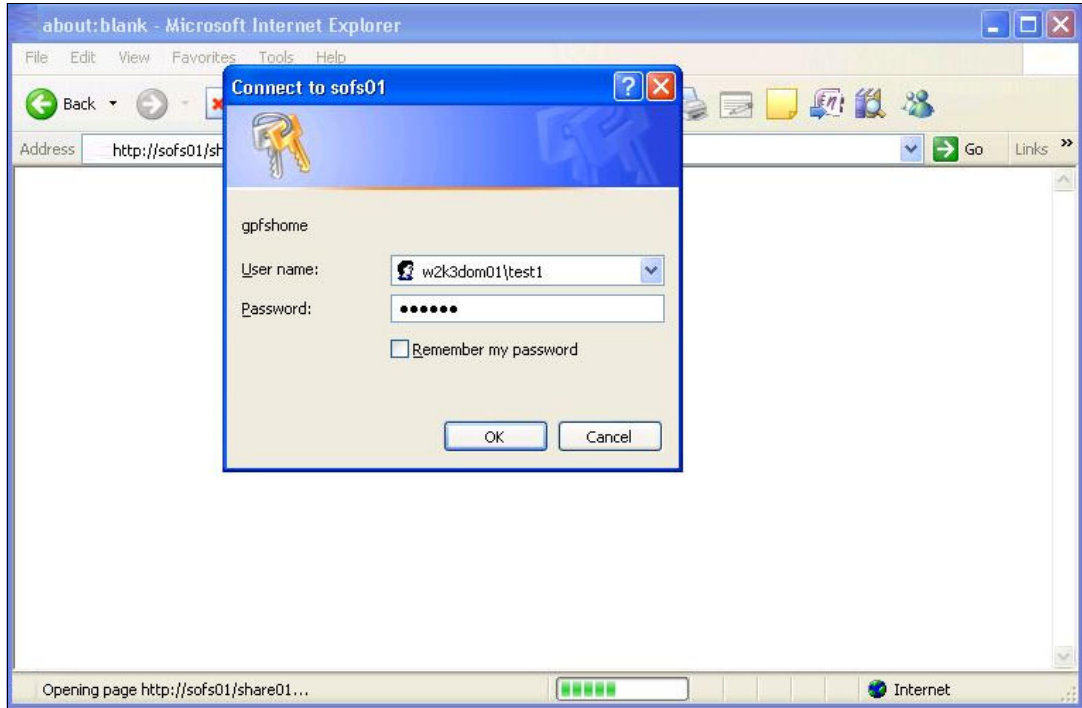 about:blank - Microsoft Internet Explorer
File Edit View Favorites Tools Help
Connect to sofs01
Back
Address http://sofs01/sh Go Links »
gpfshome
User name: w2k3dom01\test1
Password: ●●●●●●
Remember my password
OK Cancel
Opening page http://sofs01/share01... Internet